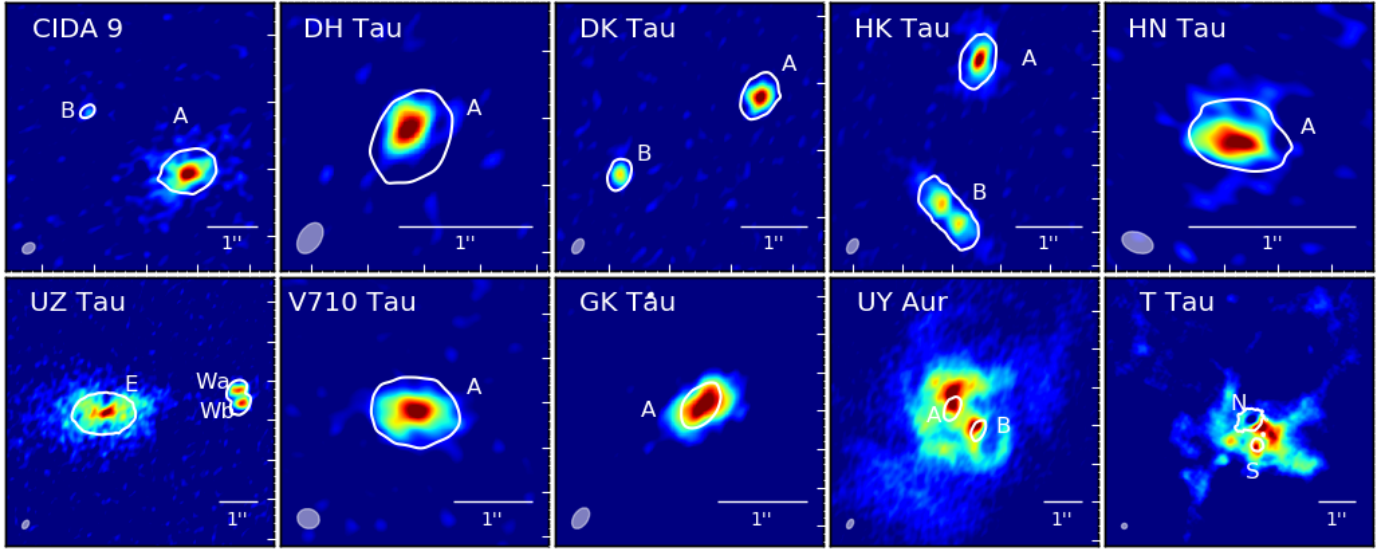 CIDA 9
B
A
1''
DH Tau
A
1''
DK Tau
A
B
1''
HK Tau
A
B
1''
HN Tau
A
1''
UZ Tau
E
Wa
Wb
1''
V710 Tau
A
1''
GK Tau
A
1''
UY Aur
A
B
1''
T Tau
N
S
1''